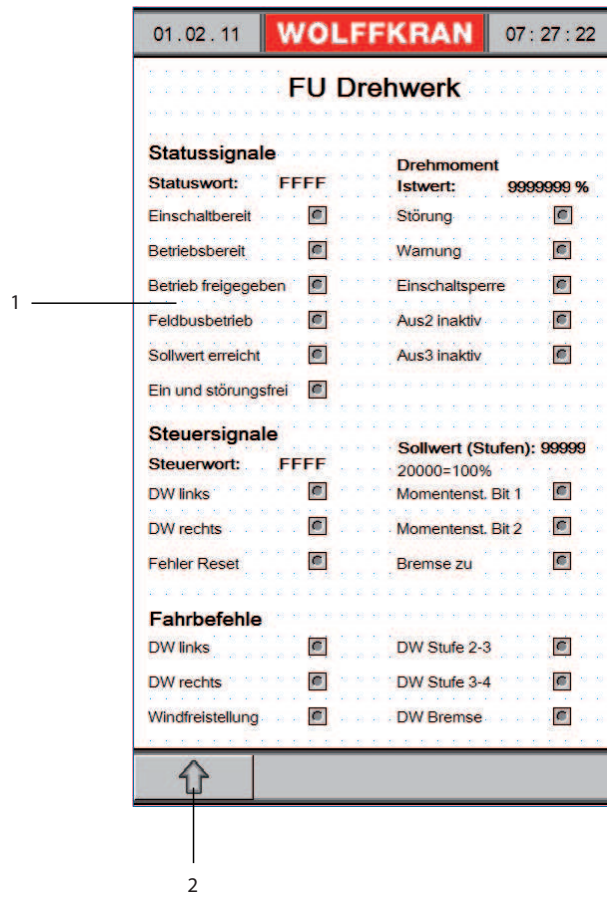 01.02.11 WOLFFKRAN 07:27:22
FU Drehwerk
Statussignale
Drehmoment
Statuswort: FFFF Istwert: 9999999 %
Einschaltbereit Störung
Betriebsbereit Warnung
Betrieb freigegeben Einschaltsperre
1
Feldbusbetrieb Aus2 inaktiv
Sollwert erreicht Aus3 inaktiv
Ein und störungsfrei
Steuersignale
Sollwert (Stufen): 99999
Steuerwort: FFFF 20000=100%
DW links Momentenst. Bit 1
DW rechts Momentenst. Bit 2
Fehler Reset Bremse zu
Fahrbefehle
DW links DW Stufe 2-3
DW rechts DW Stufe 3-4
Windfreistellung DW Bremse
2